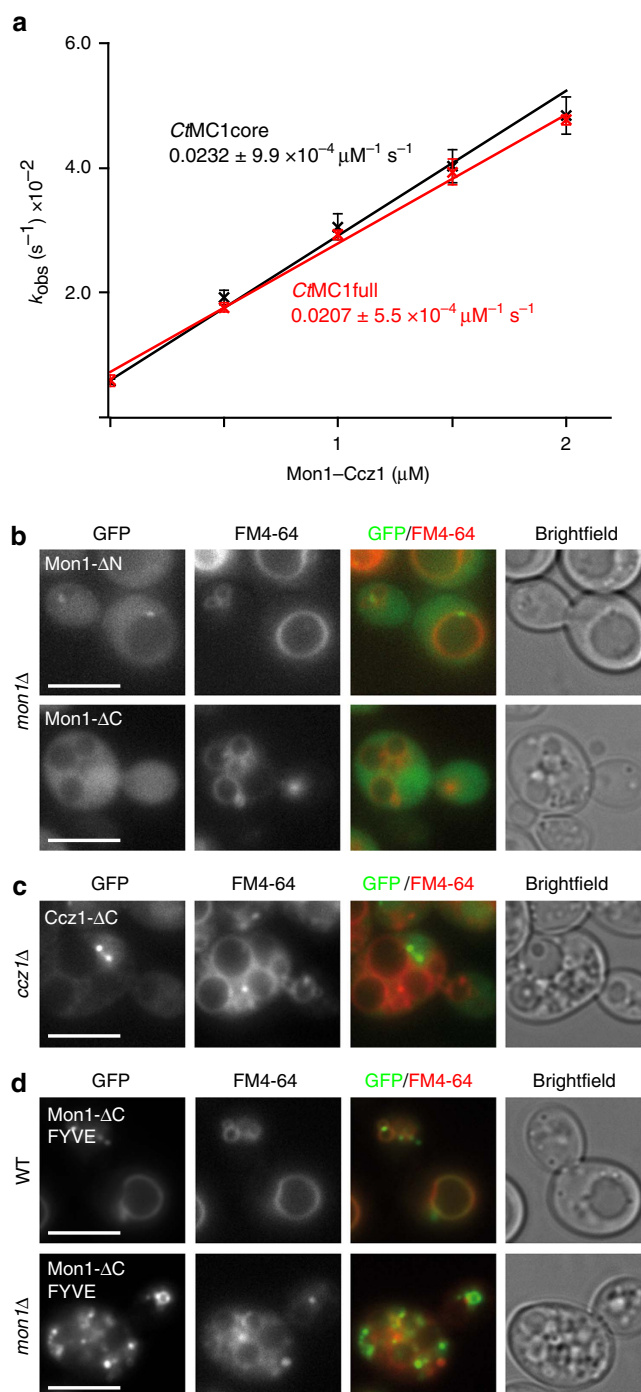 a
6.0
4.0
2.0
kobs (s−1) ×10−2
CtMC1core
0.0232 ± 9.9 ×10−4 μM−1 s−1
CtMC1full
0.0207 ± 5.5 ×10−4 μM−1 s−1
1
2
Mon1–Ccz1 (μM)
b
GFP
FM4-64
GFP/FM4-64
Brightfield
mon1Δ
Mon1-ΔN
Mon1-ΔC
c
GFP
FM4-64
GFP /FM4-64
Brightfield
ccz1Δ
Ccz1-ΔC
d
GFP
FM4-64
GFP/FM4-64
Brightfield
WT
Mon1-ΔC
FYVE
mon1Δ
Mon1-ΔC
FYVE